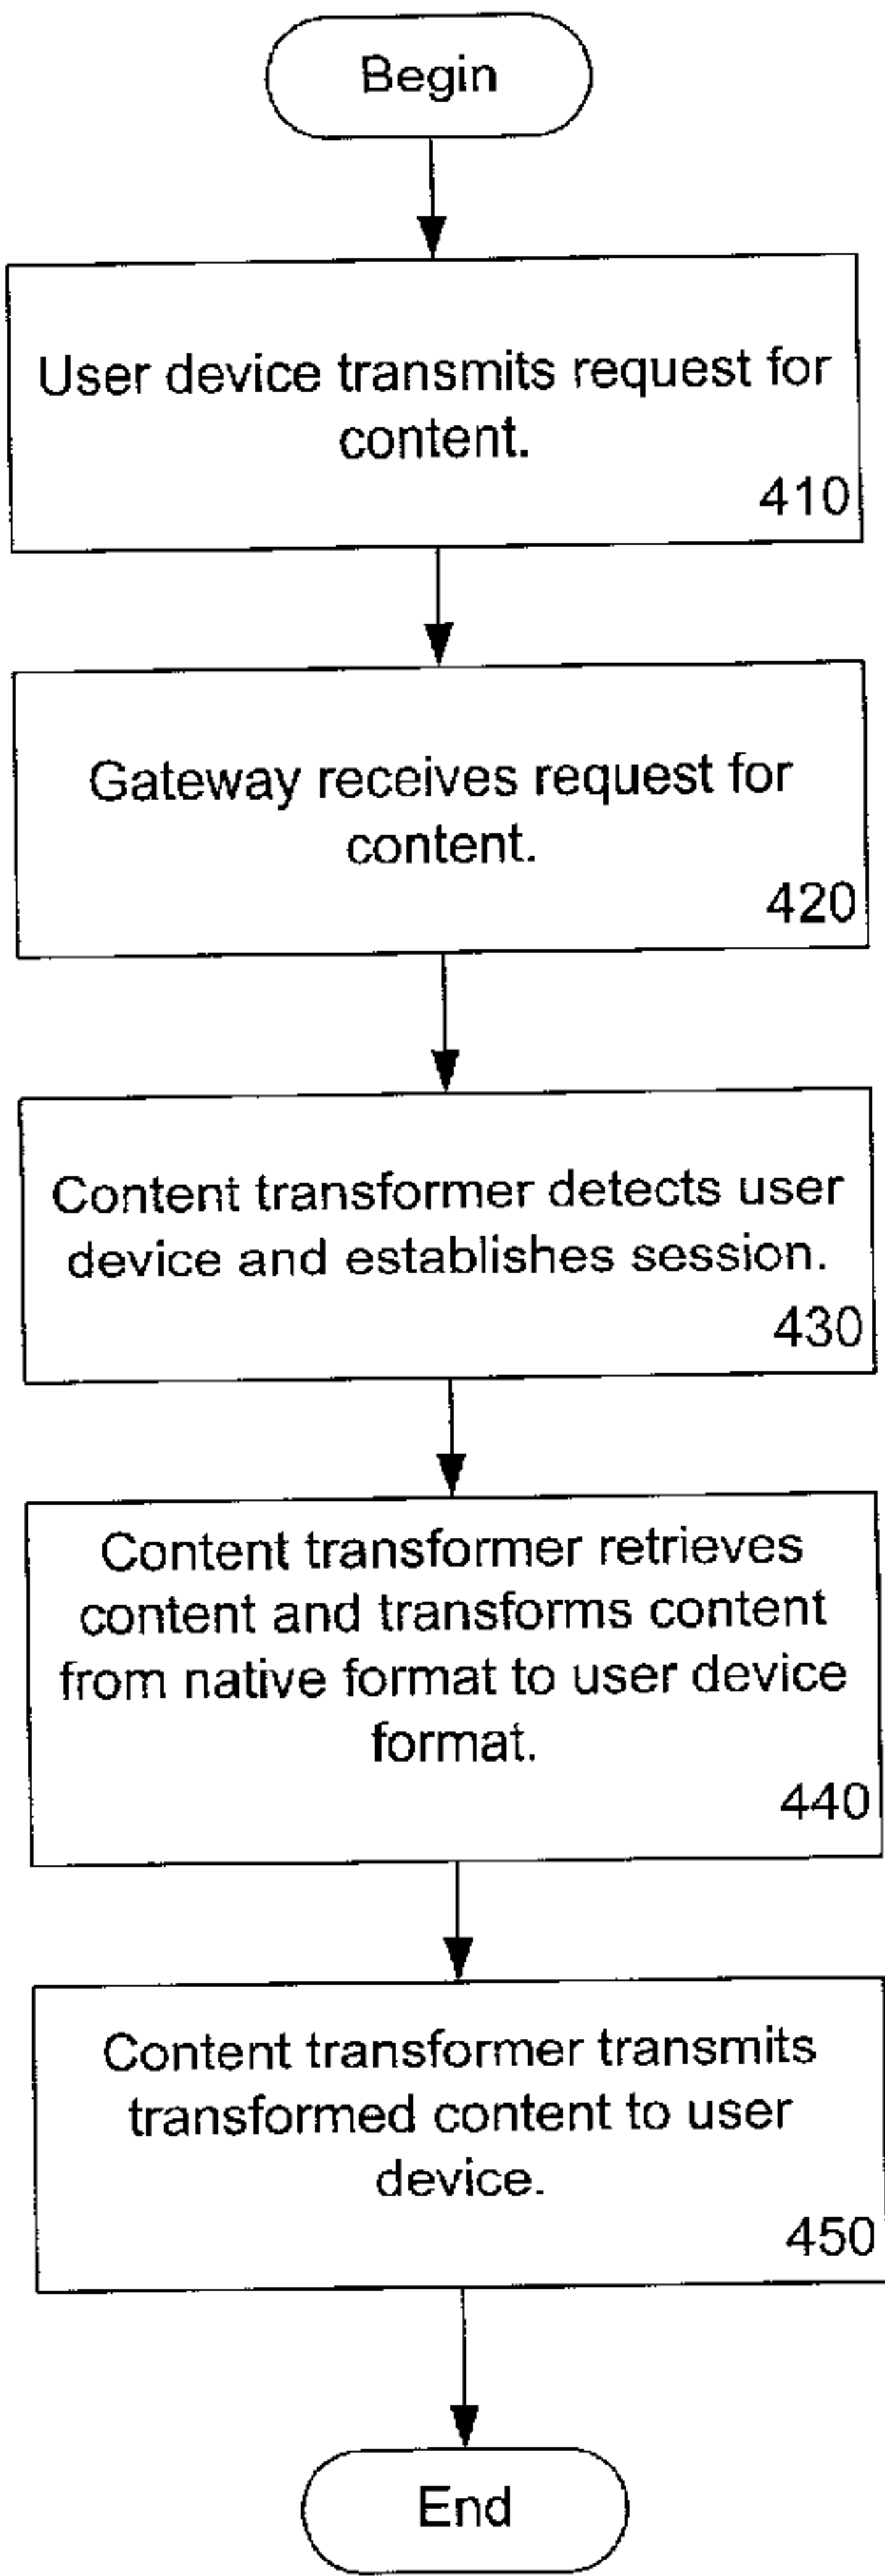 Begin
User device transmits request for
content.
410
Gateway receives request for
content.
420
Content transformer detects user
device and establishes session.
430
Content transformer retrieves
content and transforms content
from native format to user device
format.
440
Content transformer transmits
transformed content to user
device.
450
End